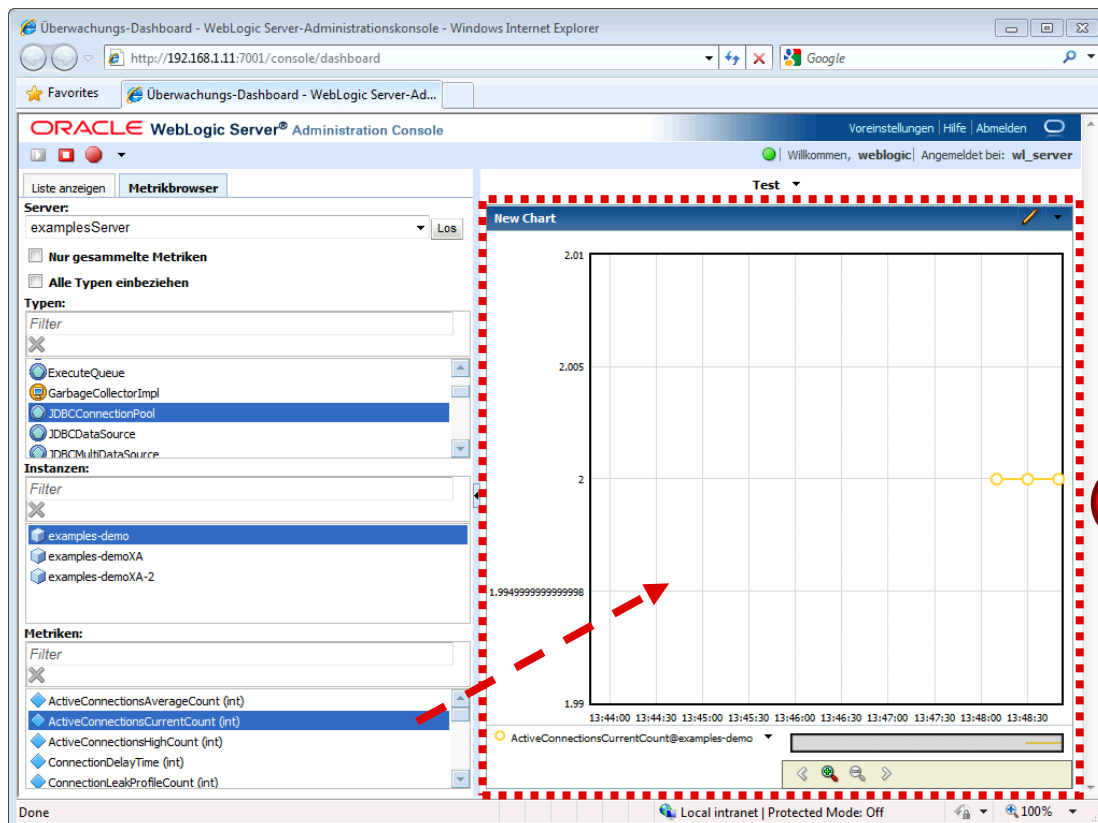 Überwachungs-Dashboard - WebLogic Server-Administrationskonsole - Windows Internet Explorer
http://192.168.1.11:7001/console/dashboard
Google
Favorites
Überwachungs-Dashboard - WebLogic Server-Ad...
ORACLE WebLogic Server® Administration Console
Voreinstellungen | Hilfe | Abmelden
Willkommen, weblogic | Angemeldet bei: wl_server
Liste anzeigen
Metrikbrowser
Server:
examplesServer
Los
Nur gesammelte Metriken
Alle Typen einbeziehen
Typen:
Filter
ExecuteQueue
GarbageCollectorImpl
JDBCConnectionPool
JDBCDataSource
JDBCMultiDataSource
Instanzen:
Filter
examples-demo
examples-demoXA
examples-demoXA-2
Metriken:
Filter
ActiveConnectionsAverageCount (int)
ActiveConnectionsCurrentCount (int)
ActiveConnectionsHighCount (int)
ConnectionDelayTime (int)
ConnectionLeakProfileCount (int)
Test
New Chart
2.01
2.005
2
1.9949999999999998
1.99
13:44:00 13:44:30 13:45:00 13:45:30 13:46:00 13:46:30 13:47:00 13:47:30 13:48:00 13:48:30
ActiveConnectionsCurrentCount@examples-demo
Done
Local intranet | Protected Mode: Off
100%